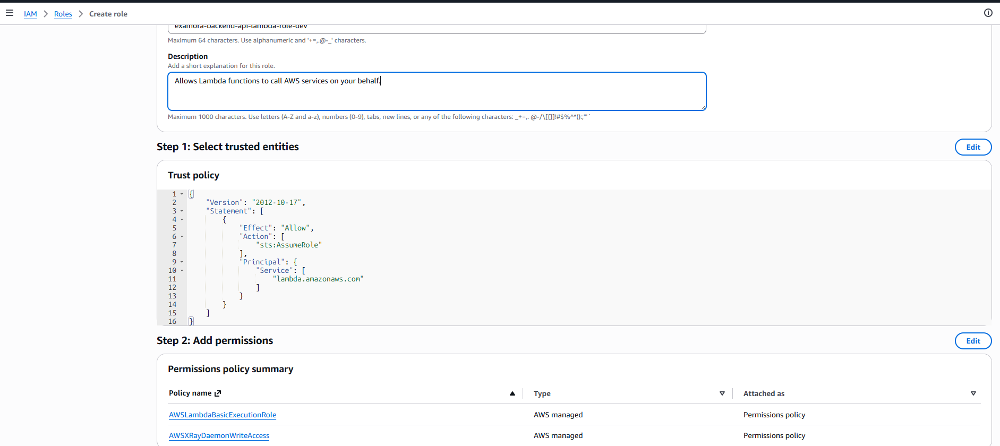 IAM > Roles > Create role
examora-backend-api-lambda-role-dev
Maximum 64 characters. Use alphanumeric and '+=,.@-_' characters.
Description
Add a short explanation for this role.
Allows Lambda functions to call AWS services on your behalf.
Maximum 1000 characters. Use letters (A-Z and a-z), numbers (0-9), tabs, new lines, or any of the following characters: _+=,. @-/\[{}]!#$%^*();:"'`
Step 1: Select trusted entities
Edit
Trust policy
1 {
2 "Version": "2012-10-17",
3 "Statement": [
4 {
5 "Effect": "Allow",
6 "Action": [
7 "sts:AssumeRole"
8 ],
9 "Principal": {
10 "Service": [
11 "lambda.amazonaws.com"
12 ]
13 }
14 }
15 ]
16 }
Step 2: Add permissions
Edit
Permissions policy summary
Policy name Type Attached as
AWSLambdaBasicExecutionRole AWS managed Permissions policy
AWSXRayDaemonWriteAccess AWS managed Permissions policy